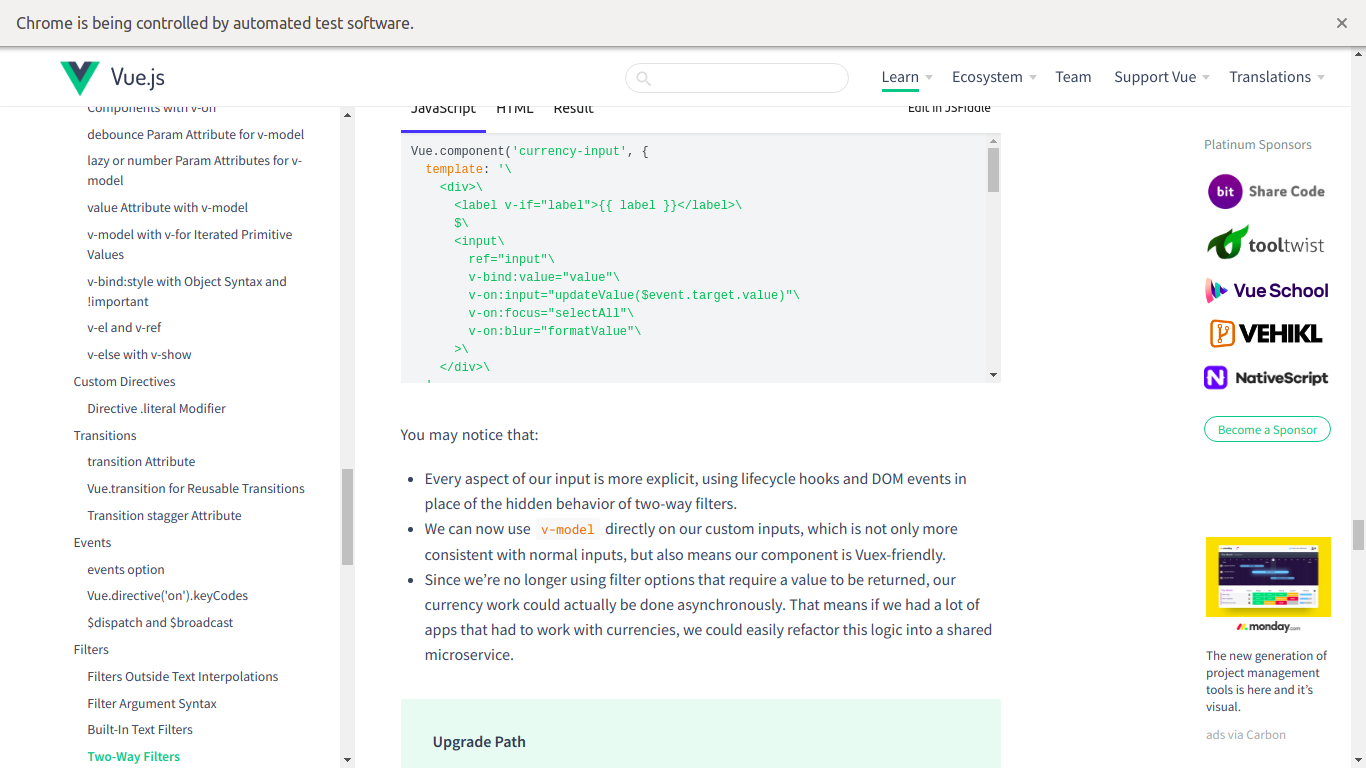 Chrome is being controlled by automated test software.
Vue.js
Learn
Ecosystem
Team
Support Vue
Translations
Components with v-on
debounce Param Attribute for v-model
lazy or number Param Attributes for v-
model
value Attribute with v-model
v-model with v-for Iterated Primitive
Values
v-bind:style with Object Syntax and
!important
v-el and v-ref
v-else with v-show
Custom Directives
Directive .literal Modifier
Transitions
transition Attribute
Vue.transition for Reusable Transitions
Transition stagger Attribute
Events
events option
Vue.directive('on').keyCodes
$dispatch and $broadcast
Filters
Filters Outside Text Interpolations
Filter Argument Syntax
Built-In Text Filters
Two-Way Filters
JavaScript HTML Result Edit in JSFiddle
Vue.component('currency-input', {
template: '\
<div>\
<label v-if="label">{{ label }}</label>\
$\
<input\
ref="input"\
v-bind:value="value"\
v-on:input="updateValue($event.target.value)"\
v-on:focus="selectAll"\
v-on:blur="formatValue"\
>\
</div>\
You may notice that:
• Every aspect of our input is more explicit, using lifecycle hooks and DOM events in
place of the hidden behavior of two-way filters.
• We can now use v-model directly on our custom inputs, which is not only more
consistent with normal inputs, but also means our component is Vuex-friendly.
• Since we’re no longer using filter options that require a value to be returned, our
currency work could actually be done asynchronously. That means if we had a lot of
apps that had to work with currencies, we could easily refactor this logic into a shared
microservice.
Upgrade Path
Platinum Sponsors
bit Share Code
tooltwist
Vue School
VEHIKL
NativeScript
Become a Sponsor
monday.com
The new generation of
project management
tools is here and it’s
visual.
ads via Carbon